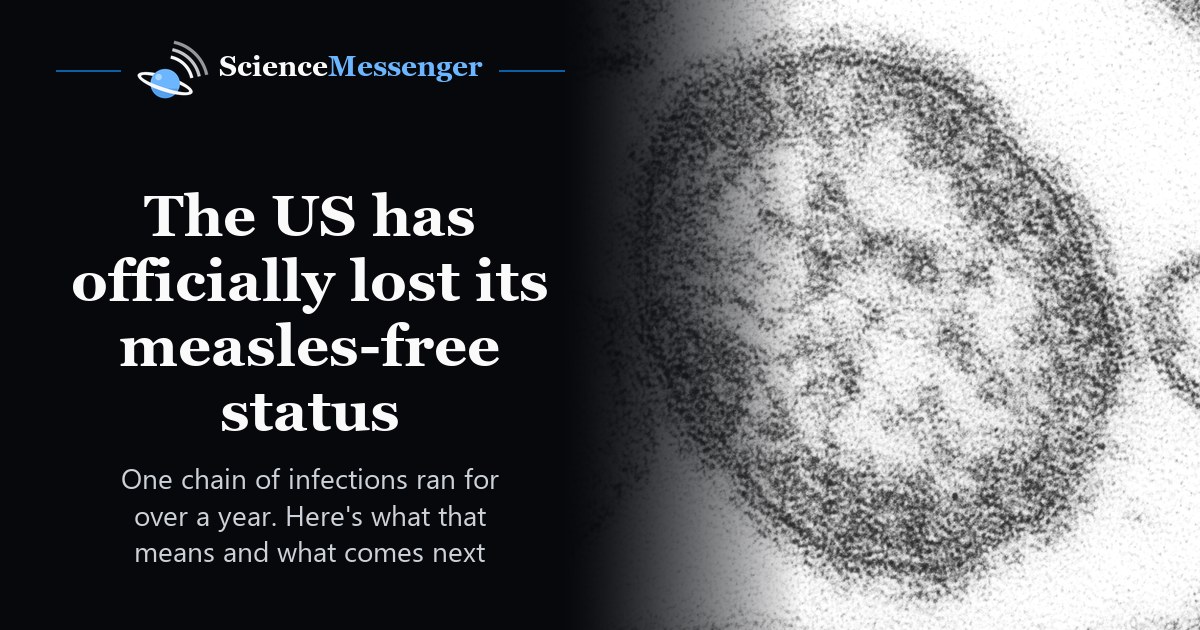 ScienceMessenger
The US has
officially lost its
measles-free
status
One chain of infections ran for
over a year. Here's what that
means and what comes next